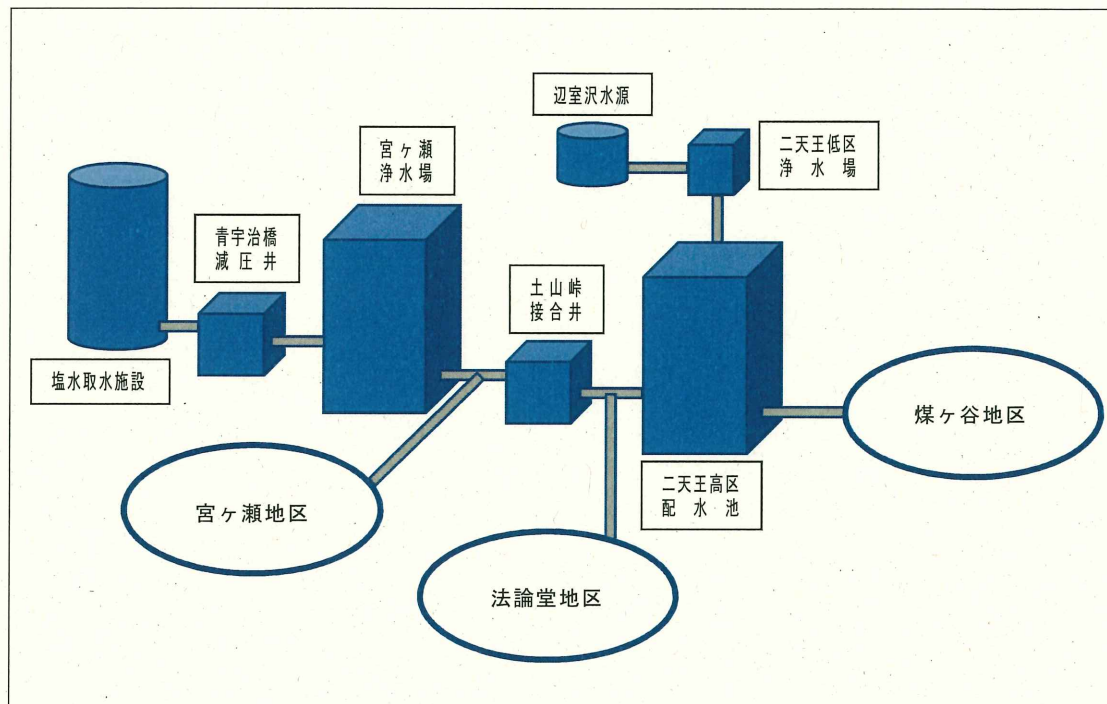 辺室沢水源
二天王低区
浄水場
宮ヶ瀬
浄水場
青宇治橋
減圧井
土山峠
接合井
塩水取水施設
煤ヶ谷地区
二天王高区
配水池
宮ヶ瀬地区
法論堂地区